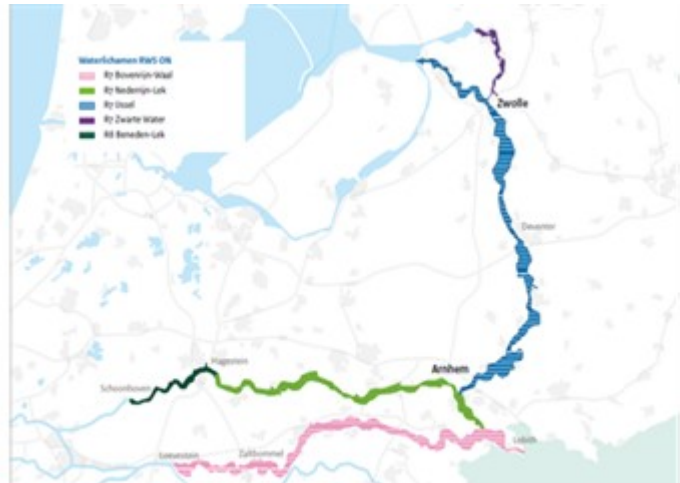 Waterlichamen RWS ON
R7 Bovenrijn-Waal
R7 Nederrijn-Lek
R7 IJssel
R7 Zwarte Water
R8 Beneden-Lek
Zwolle
Deventer
Hagestein
Arnhem
Schoonhoven
Lobith
Loevestein
Zaltbommel